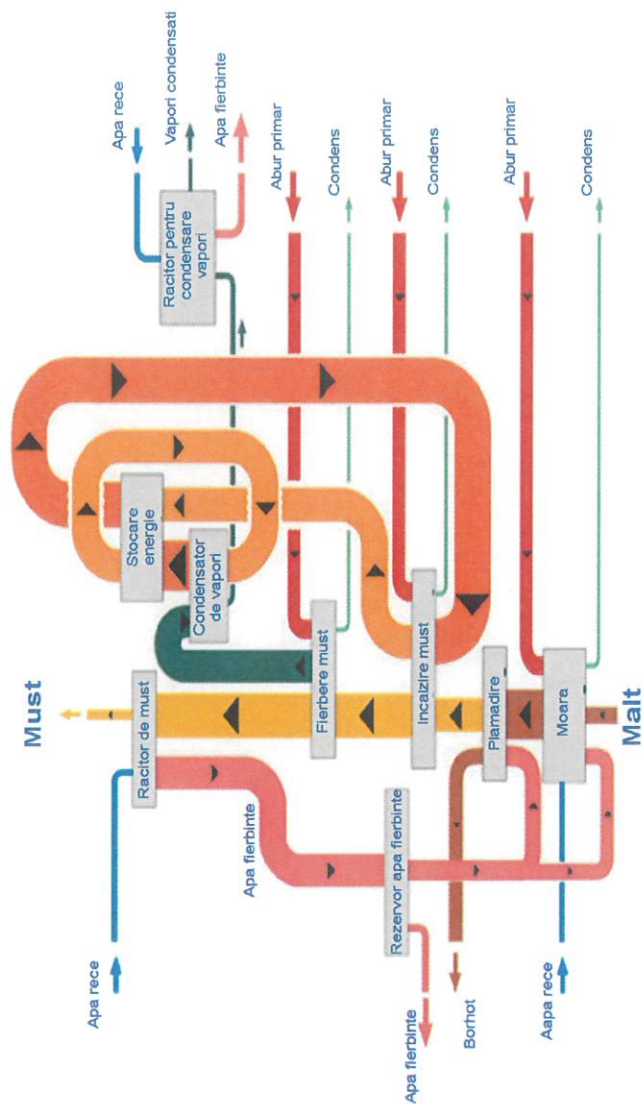 Apa rece
Vapori condensati
Apa fierbinte
Racitor pentru
condensare
vapori
Abur primar
Condens
Abur primar
Condens
Abur primar
Condens
Stocare
energie
Condensator
de vapori
Must
Racitor de must
Fierbere must
Incalzire must
Plamadire
Moara
Malt
Apa rece
Apa fierbinte
Rezervor apa fierbinte
Apa fierbinte
Borhot
Aapa rece